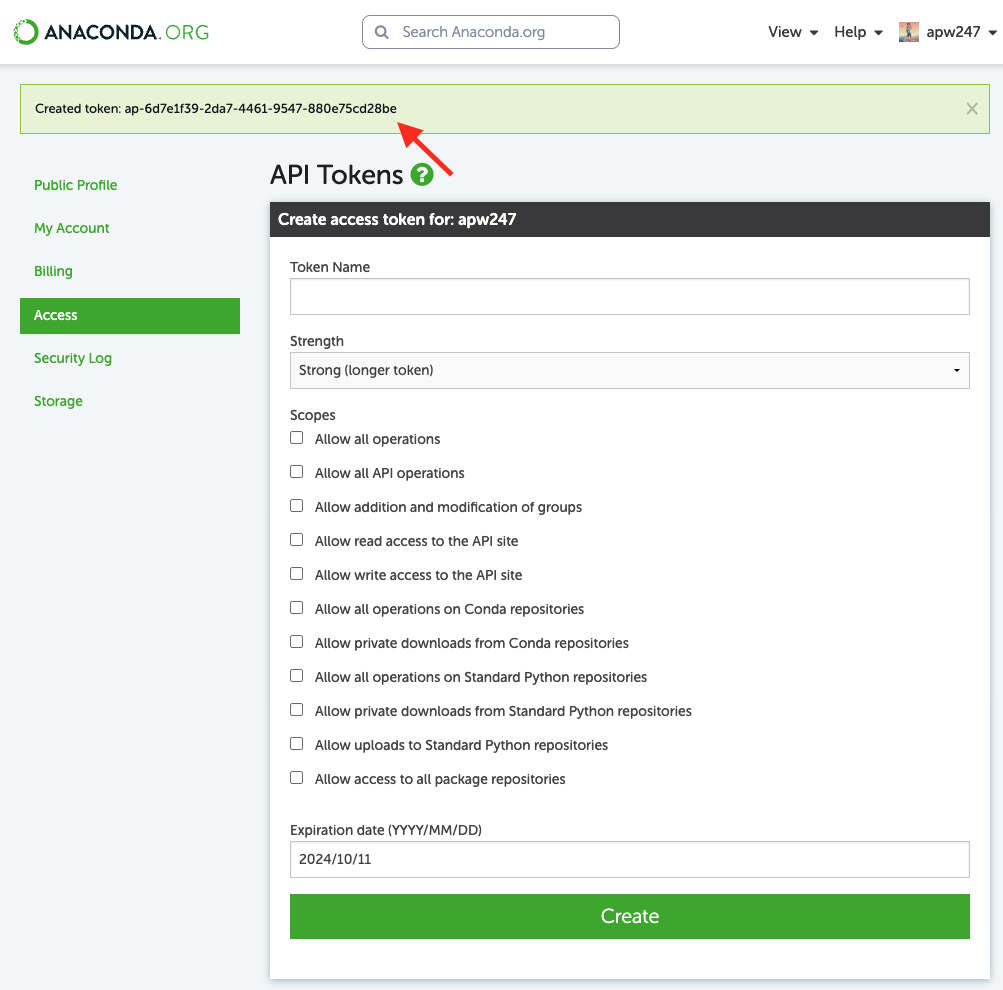 ANACONDA.ORG
Search Anaconda.org
View
Help
apw247
Created token: ap-6d7e1f39-2da7-4461-9547-880e75cd28be
×
Public Profile
My Account
Billing
Access
Security Log
Storage
API Tokens ?
Create access token for: apw247
Token Name
Strength
Strong (longer token)
Scopes
Allow all operations
Allow all API operations
Allow addition and modification of groups
Allow read access to the API site
Allow write access to the API site
Allow all operations on Conda repositories
Allow private downloads from Conda repositories
Allow all operations on Standard Python repositories
Allow private downloads from Standard Python repositories
Allow uploads to Standard Python repositories
Allow access to all package repositories
Expiration date (YYYY/MM/DD)
2024/10/11
Create